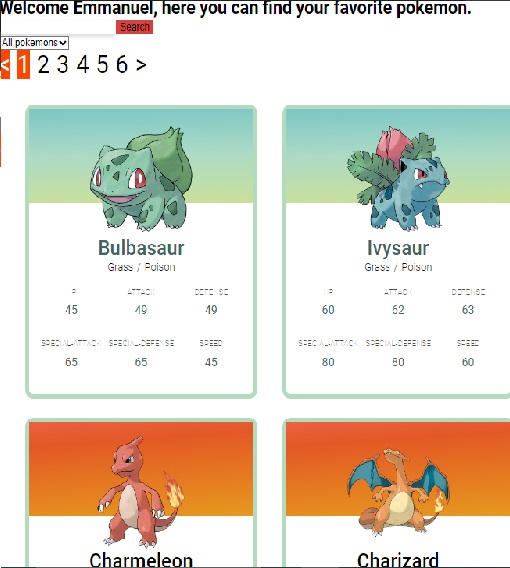 Welcome Emmanuel, here you can find your favorite pokemon.
Search
All pokamons
< 1 2 3 4 5 6 >
Bulbasaur
Grass / Poison
ATTACK DEFENSE
45 49 49
SPECIAL-ATTACK SPECIAL-DEFENSE SPEED
65 65 45
Ivysaur
Grass / Poison
HP ATTACK DEFENSE
60 62 63
SPECIAL-ATTACK SPECIAL-DEFENSE SPEED
80 80 60
Charmeleon
Charizard